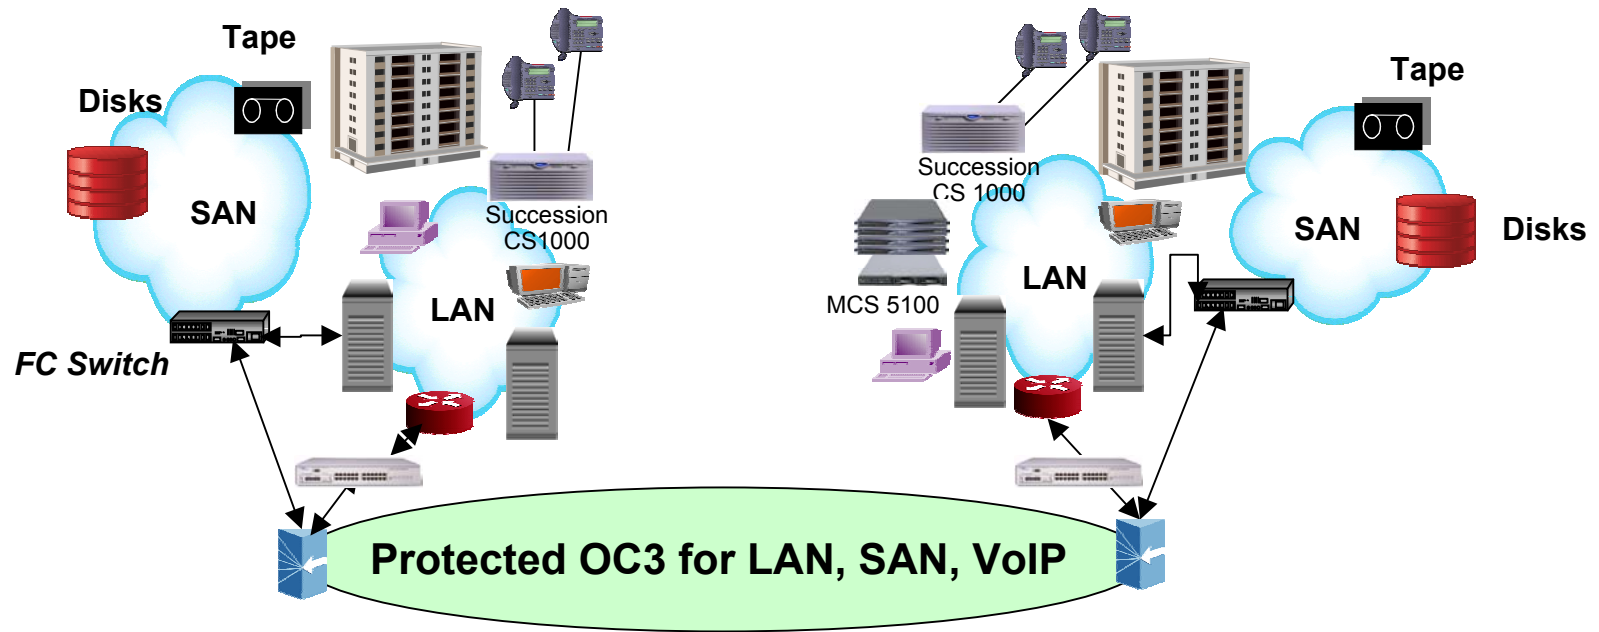 Tape
Disks
SAN
Succession
CS1000
LAN
FC Switch
Tape
Succession
CS 1000
SAN
Disks
LAN
MCS 5100
Protected OC3 for LAN, SAN, VoIP